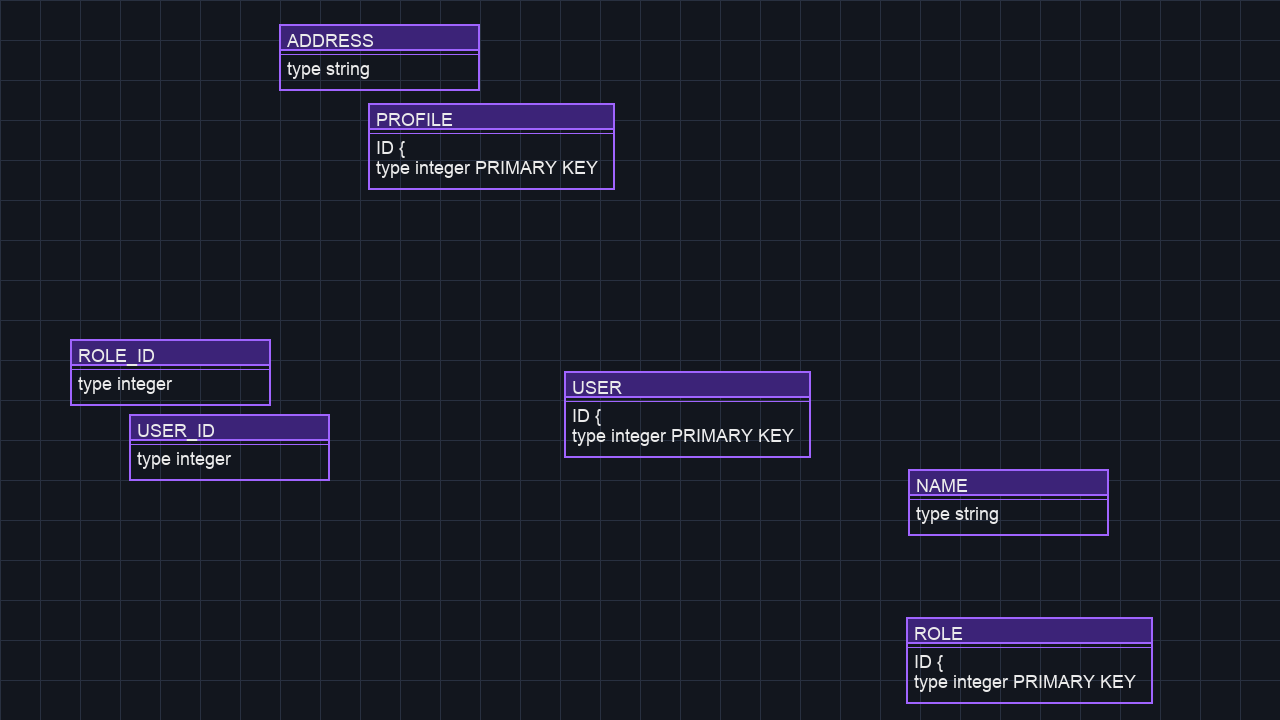 ADDRESS
type string
PROFILE
ID {
type integer PRIMARY KEY
ROLE_ID
type integer
USER_ID
type integer
USER
ID {
type integer PRIMARY KEY
NAME
type string
ROLE
ID {
type integer PRIMARY KEY